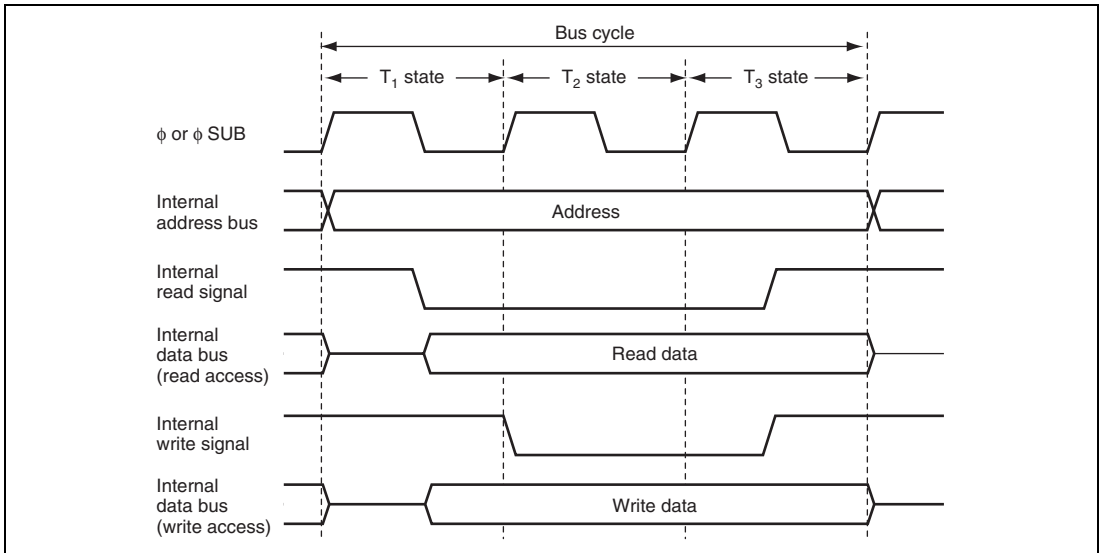 Bus cycle
T₁ state
T₂ state
T₃ state
ϕ or ϕ SUB
Internal
address bus
Address
Internal
read signal
Internal
data bus
(read access)
Read data
Internal
write signal
Internal
data bus
(write access)
Write data